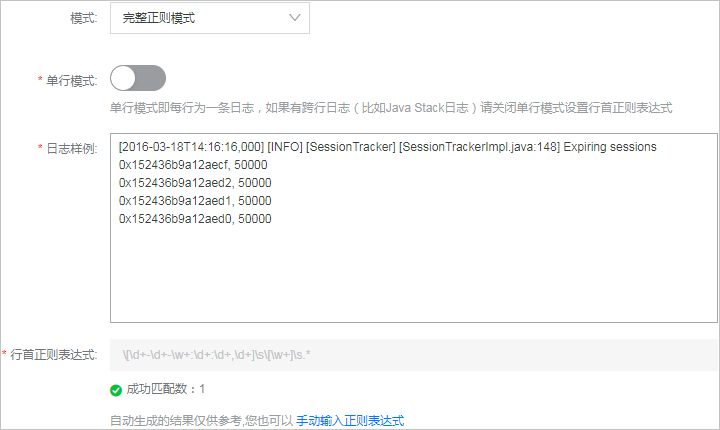 模式: 完整正则模式
* 单行模式:
单行模式即每行为一条日志，如果有跨行日志（比如Java Stack日志）请关闭单行模式设置行首正则表达式
* 日志样例: [2016-03-18T14:16:16,000] [INFO] [SessionTracker] [SessionTrackerImpl.java:148] Expiring sessions
0x152436b9a12aecf, 50000
0x152436b9a12aed2, 50000
0x152436b9a12aed1, 50000
0x152436b9a12aed0, 50000
* 行首正则表达式: \[\d+-\d+-\w+:\d+:\d+,\d+]\s\[\w+]\s.*
成功匹配数：1
自动生成的结果仅供参考,您也可以 手动输入正则表达式